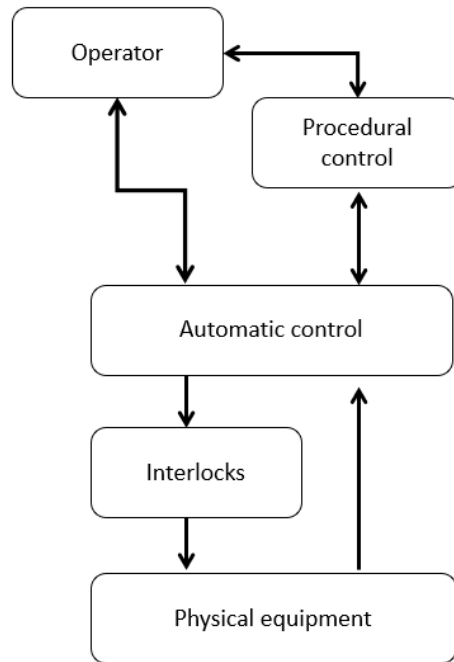 Operator
Procedural
control
Automatic control
Interlocks
Physical equipment